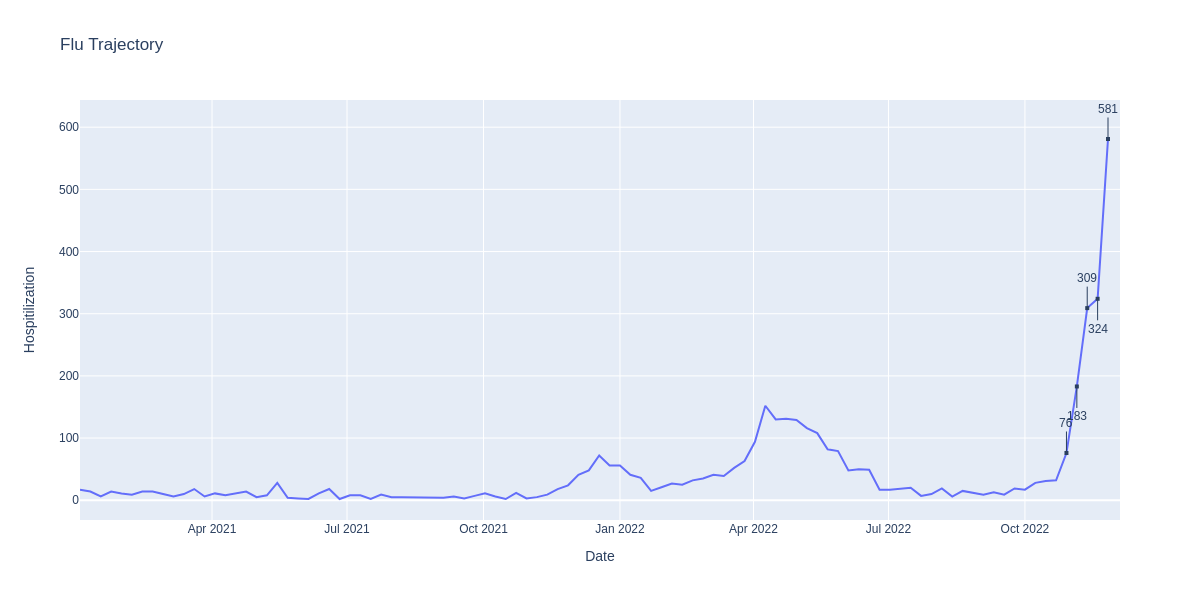 Flu Trajectory
581
600
500
400
309
300
324
200
183
76
100
0
Hospitilization
Apr 2021
Jul 2021
Oct 2021
Jan 2022
Apr 2022
Jul 2022
Oct 2022
Date